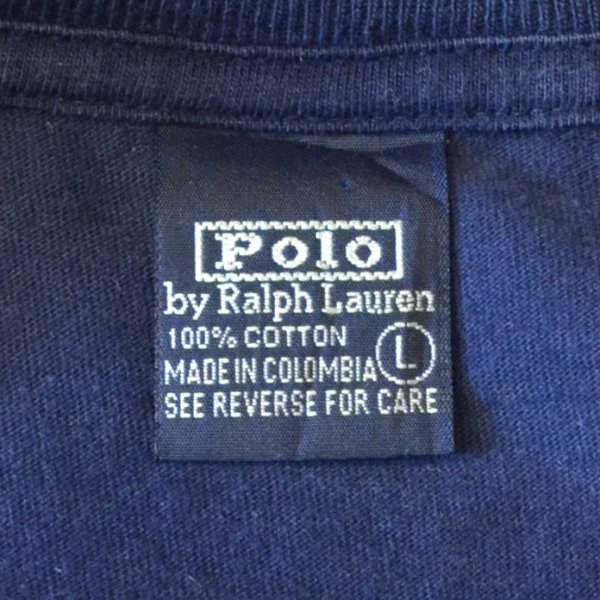 Polo
by Ralph Lauren
100% COTTON
MADE IN COLOMBIA
L
SEE REVERSE FOR CARE